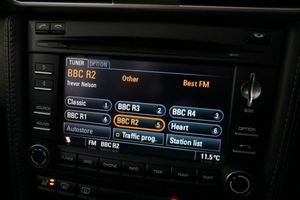 TUNER OPTION
BBC R2
Trevor Nelson
Other
Best FM
Classic 1
BBC R3 3
BBC R4 4
BBC R1
BBC R2 5
Heart 6
Autostore
Traffic prog.
Station list
FM BBC R2
11.5°C